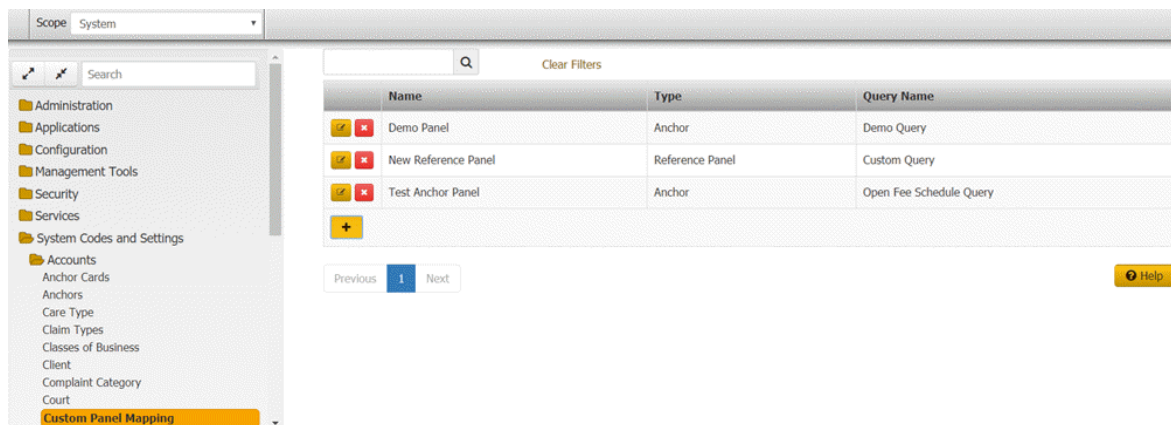 Scope System
Search
Administration
Applications
Configuration
Management Tools
Security
Services
System Codes and Settings
Accounts
Anchor Cards
Anchors
Care Type
Claim Types
Classes of Business
Client
Complaint Category
Court
Custom Panel Mapping
Clear Filters
Name Type Query Name
Demo Panel Anchor Demo Query
New Reference Panel Reference Panel Custom Query
Test Anchor Panel Anchor Open Fee Schedule Query
+
Previous 1 Next
Help